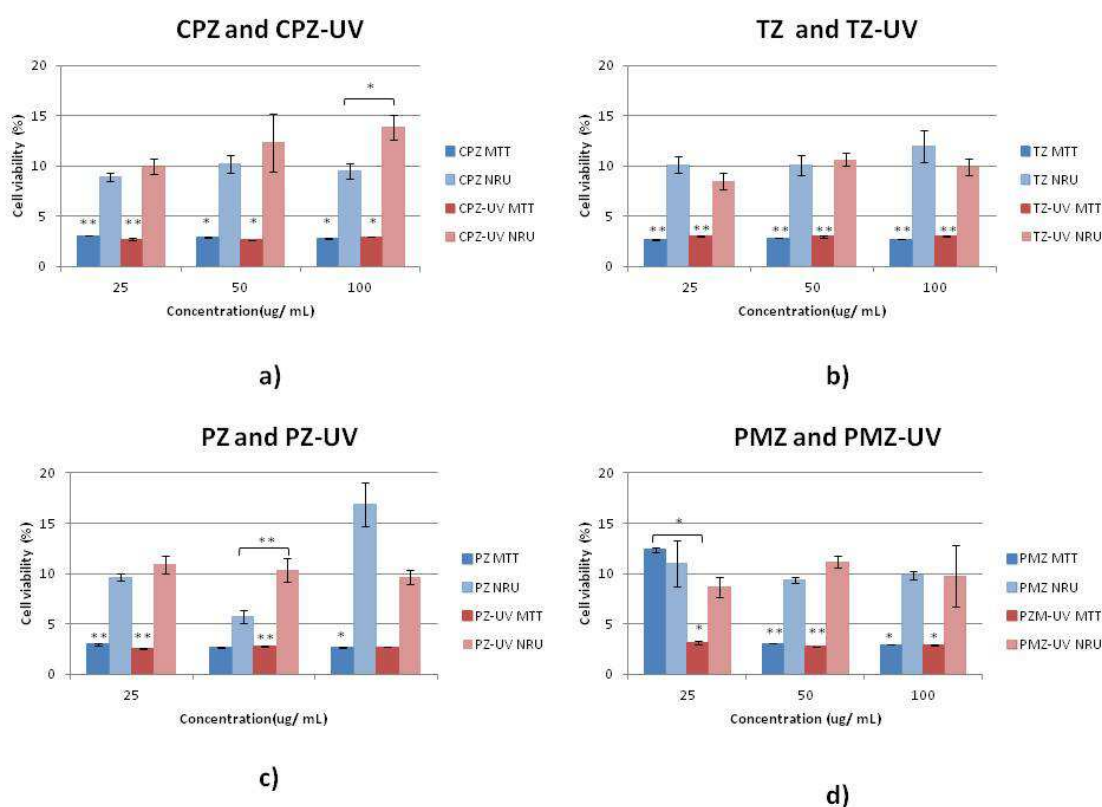 CPZ and CPZ-UV
20
15
10
5
0
Cell viability (%)
*
** ** * * * *
25 50 100
Concentration(ug/ mL)
CPZ MTT
CPZ NRU
CPZ-UV MTT
CPZ-UV NRU
a)
TZ and TZ-UV
20
15
10
5
0
Cell viability (%)
** ** ** ** ** **
25 50 100
Concentration(ug/ mL)
TZ MTT
TZ NRU
TZ-UV MTT
TZ-UV NRU
b)
PZ and PZ-UV
20
15
10
5
0
Cell viability (%)
**
** ** ** *
25
Concentration(ug/ mL)
PZ MTT
PZ NRU
PZ-UV MTT
PZ-UV NRU
c)
PMZ and PMZ-UV
20
15
10
5
0
Cell viability (%)
*
* ** ** * *
25 50 100
Concentration (ug/ mL)
PMZ MTT
PMZ NRU
PZM-UV MTT
PMZ-UV NRU
d)